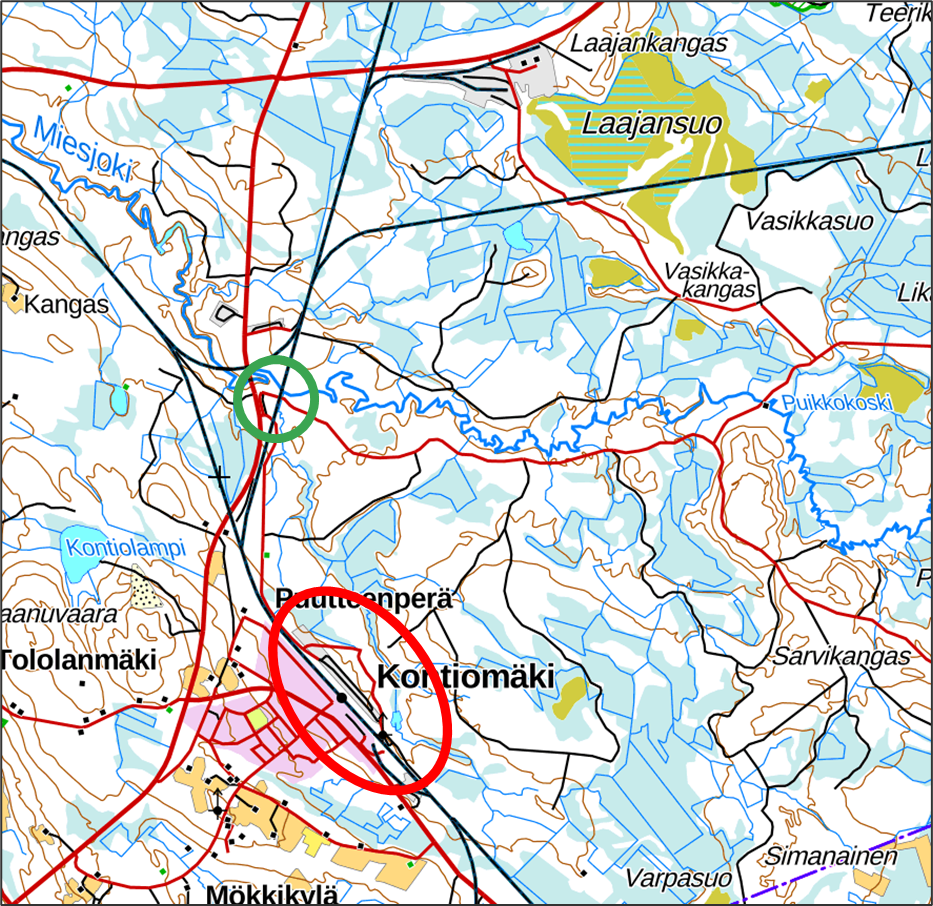 Teerik
Laajankangas
Laajansuo
Miesjoki
Vasikkasuo
angas
Vasikka-
kangas
Kangas
Puikkokoski
Kontiolampi
Puutteenperä
aanuvaara
Tololanmäki
Kontiomäki
Sarvikangas
Simanainen
Varpasuo
Mökkikylä